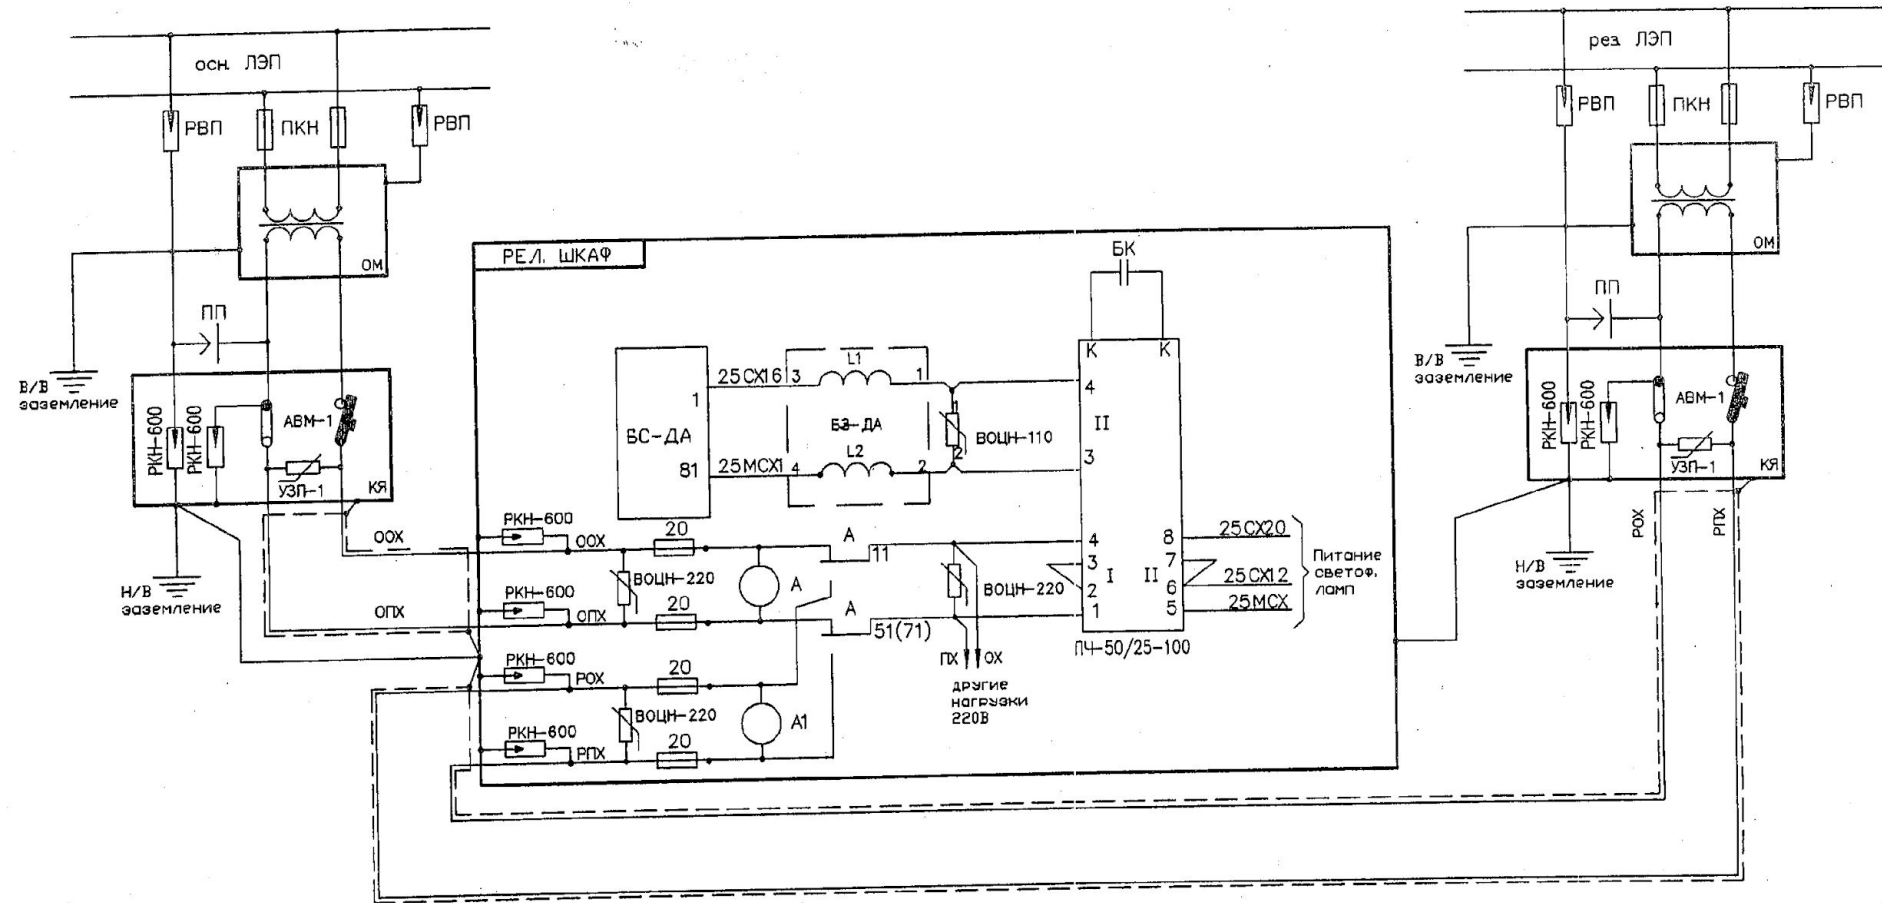 осн. ЛЭП
РВП
ПКН
РВП
ОМ
ПП
В/В
заземление
РКН-600
РКН-600
АВМ-1
УЗП-1
КЯ
Н/В
заземление
ООХ
ОПХ
РЕЛ. ШКАФ
БК
К
К
L1
25СХ16
3
1
4
1
1
II
БС-ДА
БЗ-ДА
ВОЦН-110
L2
2
3
81
25МСХ1
4
2
РКН-600
ООХ
20
А
11
4
8
25СХ20
3
7
ВОЦН-220
А
ВОЦН-220
I
II
Питание
светоф.
ламп
2
6
25СХ12
РКН-600
ОПХ
20
А
51(71)
1
5
25МСХ
ПЧ-50/25-100
РКН-600
РОХ
20
ПХ
ОХ
другие
нагрузки
220В
ВОЦН-220
А1
РКН-600
РПХ
20
рез. ЛЭП
РВП
ПКН
РВП
ОМ
ПП
В/В
заземление
РКН-600
РКН-600
АВМ-1
УЗП-1
КЯ
РОХ
РПХ
Н/В
заземление